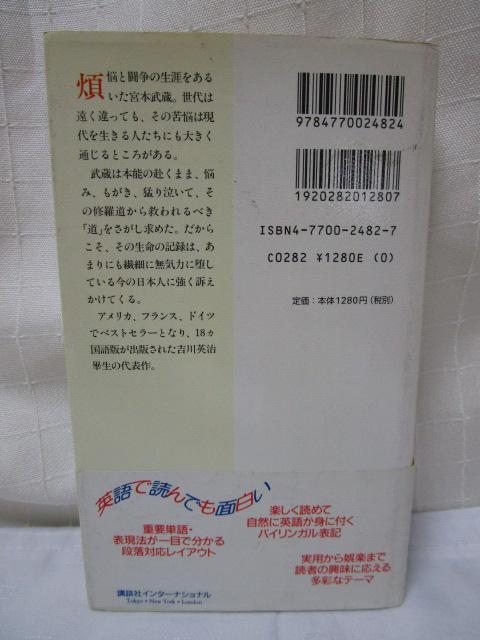 煩悩と闘争の生涯をある
いた宮本武蔵。世代は
遠く違っても、その苦悩は現
代を生きる人たちにも大きく
通じるところがある。
武蔵は本能の赴くまま、悩
み、もがき、猛り泣いて、そ
の修羅道から救われるべき
「道」をさがし求めた。だから
こそ、その生命の記録は、あ
まりにも繊細に無気力に堕し
ている今の日本人に強く訴え
かけてくる。
アメリカ、フランス、ドイツ
でベストセラーとなり、18ヵ
国語版が出版された吉川英治
畢生の代表作。
9784770024824
1920282012807
ISBN4-7700-2482-7
C0282 ¥1280E (0)
定価：本体1280円（税別）
英語で読んでも面白い
重要単語・
表現法が一目で分かる
段落対応レイアウト
楽しく読めて
自然に英語が身に付く
バイリンガル表記
実用から娯楽まで
読者の興味に応える
多彩なテーマ
講談社インターナショナル
Tokyo・New York・London